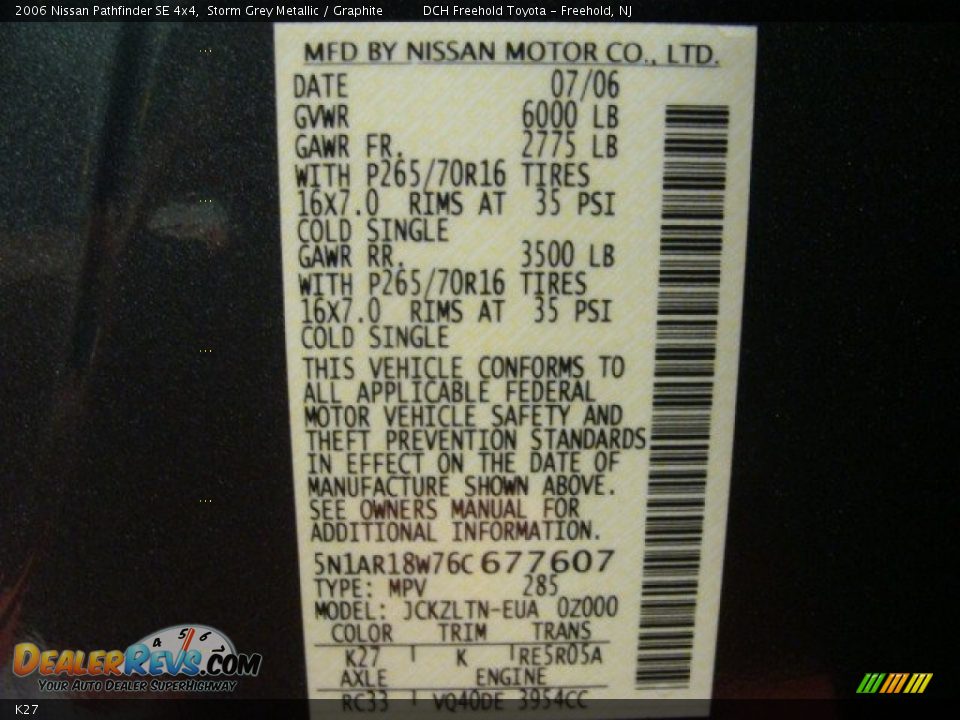 2006 Nissan Pathfinder SE 4x4, Storm Grey Metallic / Graphite DCH Freehold Toyota - Freehold, NJ
MFD BY NISSAN MOTOR CO., LTD.
DATE 07/06
GVWR 6000 LB
GAWR FR. 2775 LB
WITH P265/70R16 TIRES
16X7.0 RIMS AT 35 PSI
COLD SINGLE
GAWR RR. 3500 LB
WITH P265/70R16 TIRES
16X7.0 RIMS AT 35 PSI
COLD SINGLE
THIS VEHICLE CONFORMS TO
ALL APPLICABLE FEDERAL
MOTOR VEHICLE SAFETY AND
THEFT PREVENTION STANDARDS
IN EFFECT ON THE DATE OF
MANUFACTURE SHOWN ABOVE.
SEE OWNERS MANUAL FOR
ADDITIONAL INFORMATION.
5N1AR18W76C677607
TYPE: MPV 285
MODEL: JCKZLTN-EUA 0Z000
COLOR TRIM TRANS
K27 K RE5R05A
AXLE ENGINE
RC33 VQ40DE 3954CC
4 5 6
DEALERREVS.COM
YOUR AUTO DEALER SUPERHIGHWAY
K27